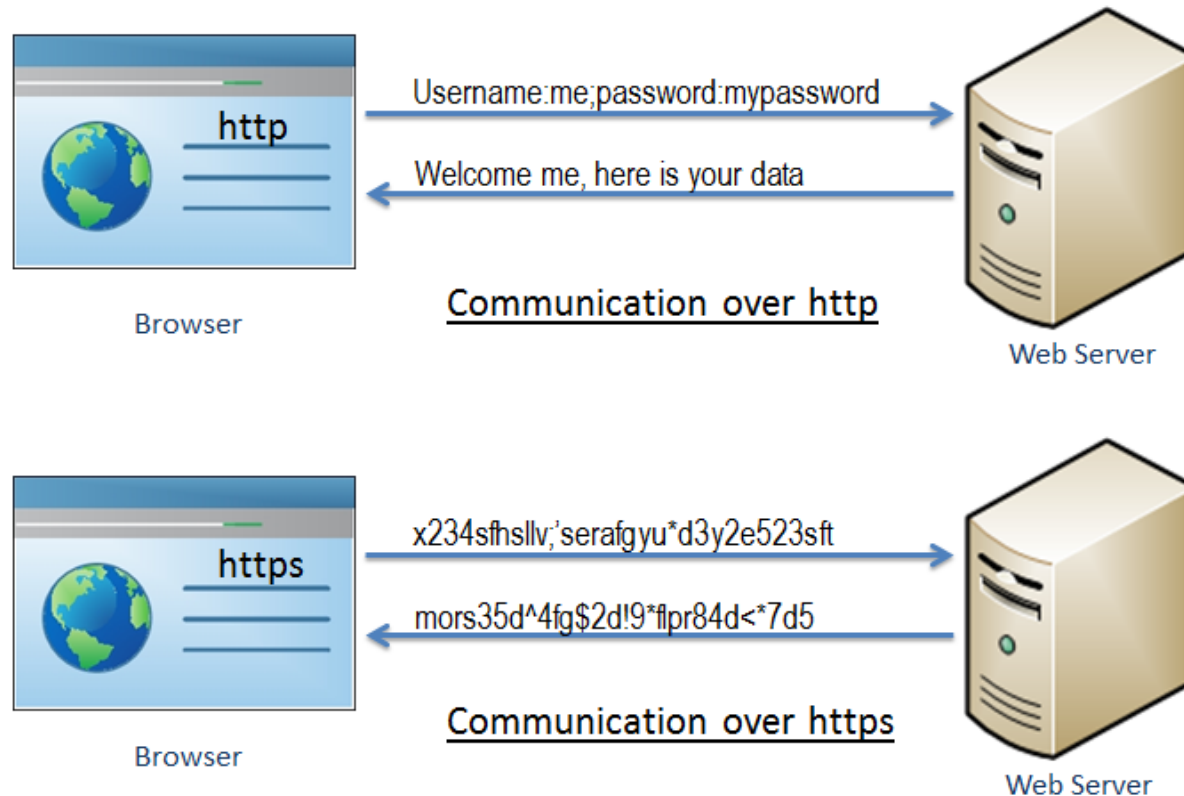 http
Username:me;password:mypassword
Welcome me, here is your data
Communication over http
Browser
Web Server
https
x234sfhsllv;’serafgyu*d3y2e523sft
mors35d^4fg$2d!9*flpr84d<*7d5
Communication over https
Browser
Web Server